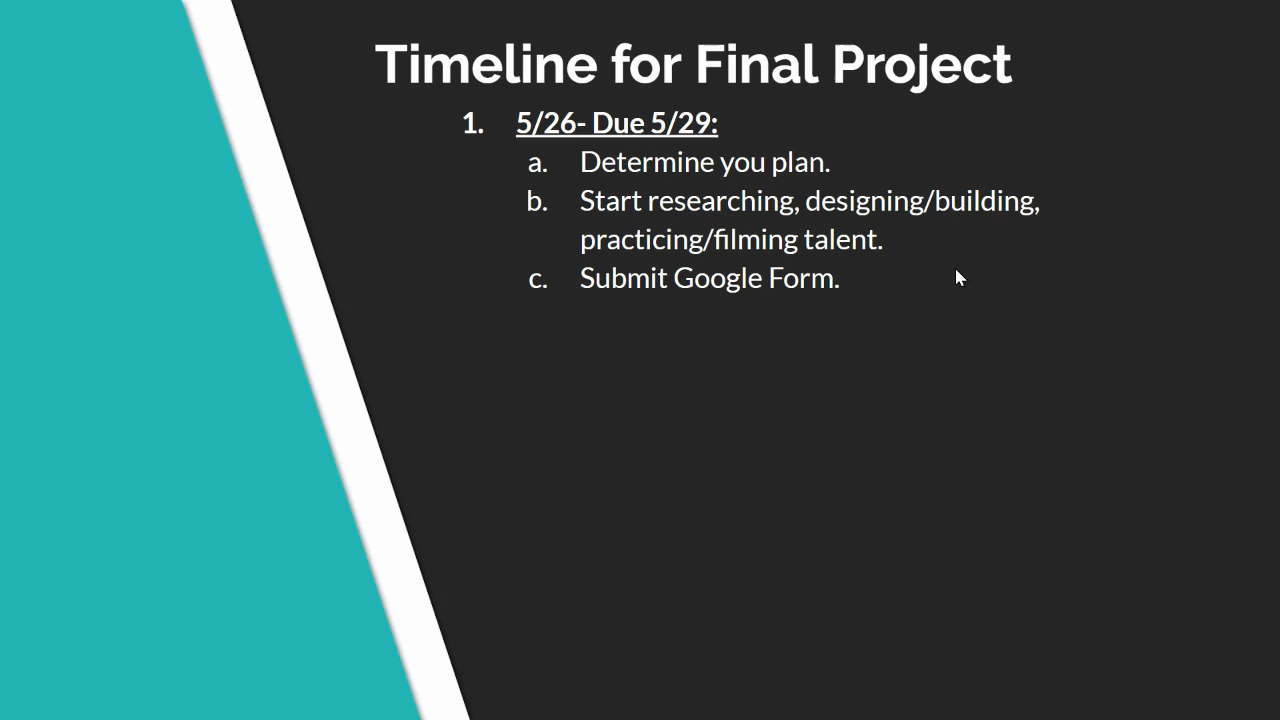 Timeline for Final Project
1. 5/26- Due 5/29:
a. Determine you plan.
b. Start researching, designing/building,
practicing/filming talent.
c. Submit Google Form.